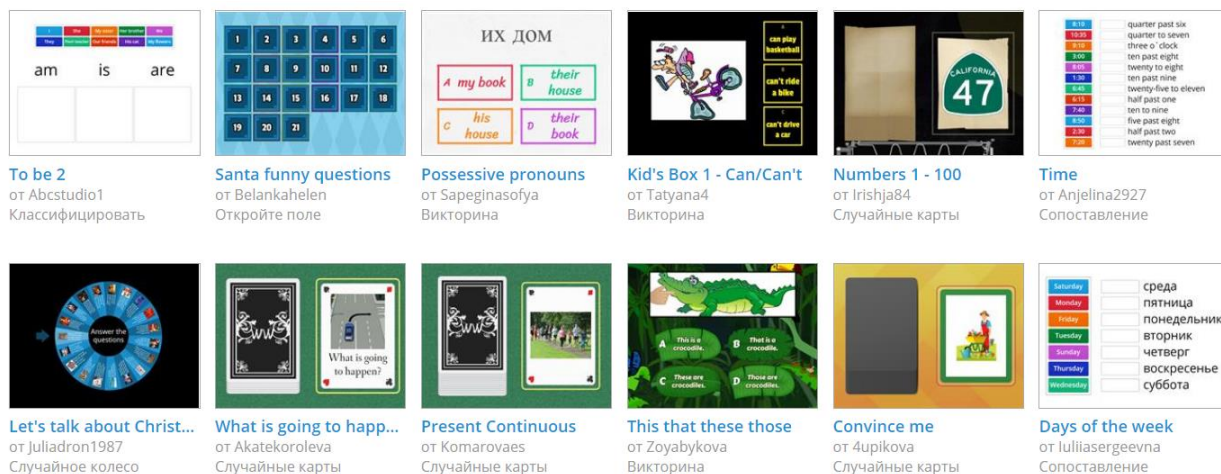 I She My sister Her brother We
They Her friends His cat My flowers
am is are
To be 2
от Abcstudio1
Классифицировать
1 2 3 4 5 6
7 8 9 10 11 12
13 14 15 16 17 18
19 20 21
Santa funny questions
от Belankahelen
Откройте поле
ИХ ДОМ
A my book B their house
C his house D their book
Possessive pronouns
от Sapeginasofya
Викторина
can play basketball
can't ride a bike
can't drive a car
Kid's Box 1 - Can/Can't
от Tatyana4
Викторина
CALIFORNIA
47
Numbers 1 - 100
от Irishja84
Случайные карты
8:10 quarter past six
10:35 quarter to seven
9:10 three o`clock
3:00 ten past eight
8:05 twenty to eight
1:30 ten past nine
6:45 twenty-five to eleven
6:15 half past one
7:40 ten to nine
8:50 five past eight
2:30 half past two
7:20 twenty past seven
Time
от Anjelina2927
Сопоставление
Answer the questions
Let's talk about Christ...
от Juliadron1987
Случайное колесо
WW
What is going
to happen?
What is going to happ...
от Akatekoroleva
Случайные карты
WW
Present Continuous
от Komarovaes
Случайные карты
A This is a crocodile. B That is a crocodile.
C These are crocodiles. D Those are crocodiles.
This that these those
от Zoyabykova
Викторина
Convince me
от 4upikova
Случайные карты
Saturday среда
Monday пятница
Friday понедельник
Tuesday вторник
Sunday четверг
Thursday воскресенье
Wednesday суббота
Days of the week
от Iuliiasergeevna
Сопоставление